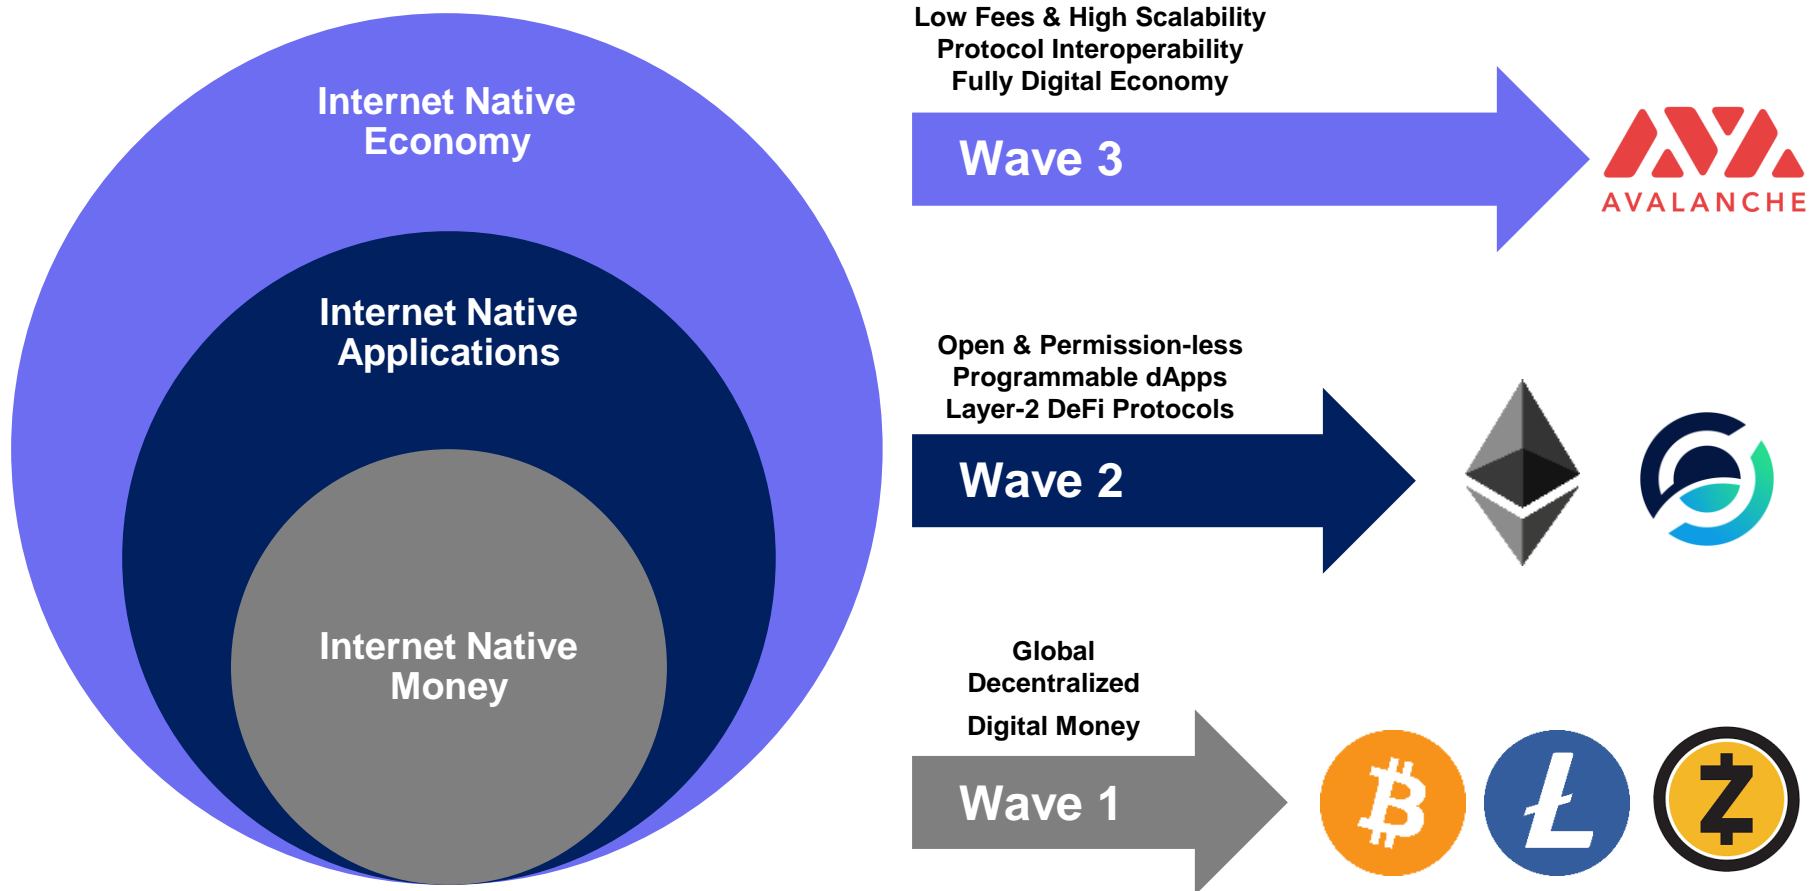 Internet Native
Economy
Internet Native
Applications
Internet Native
Money
Low Fees & High Scalability
Protocol Interoperability
Fully Digital Economy
Wave 3
AVALANCHE
Open & Permission-less
Programmable dApps
Layer-2 DeFi Protocols
Wave 2
Global
Decentralized
Digital Money
Wave 1